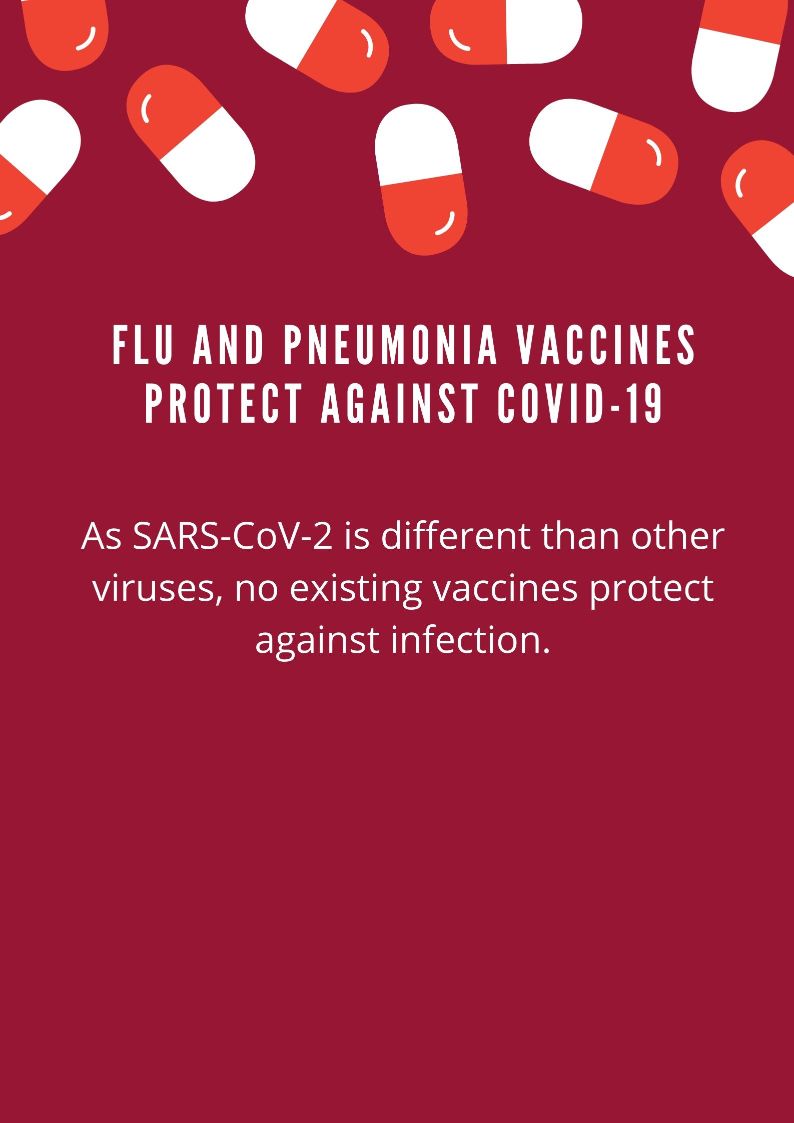 FLU AND PNEUMONIA VACCINES
PROTECT AGAINST COVID-19
As SARS-CoV-2 is different than other
viruses, no existing vaccines protect
against infection.